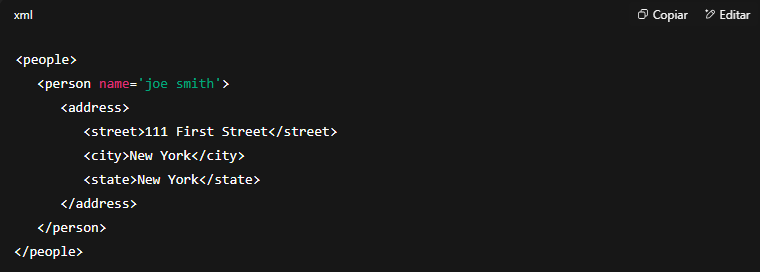 xml Copiar Editar
<people>
<person name='joe smith'>
<address>
<street>111 First Street</street>
<city>New York</city>
<state>New York</state>
</address>
</person>
</people>